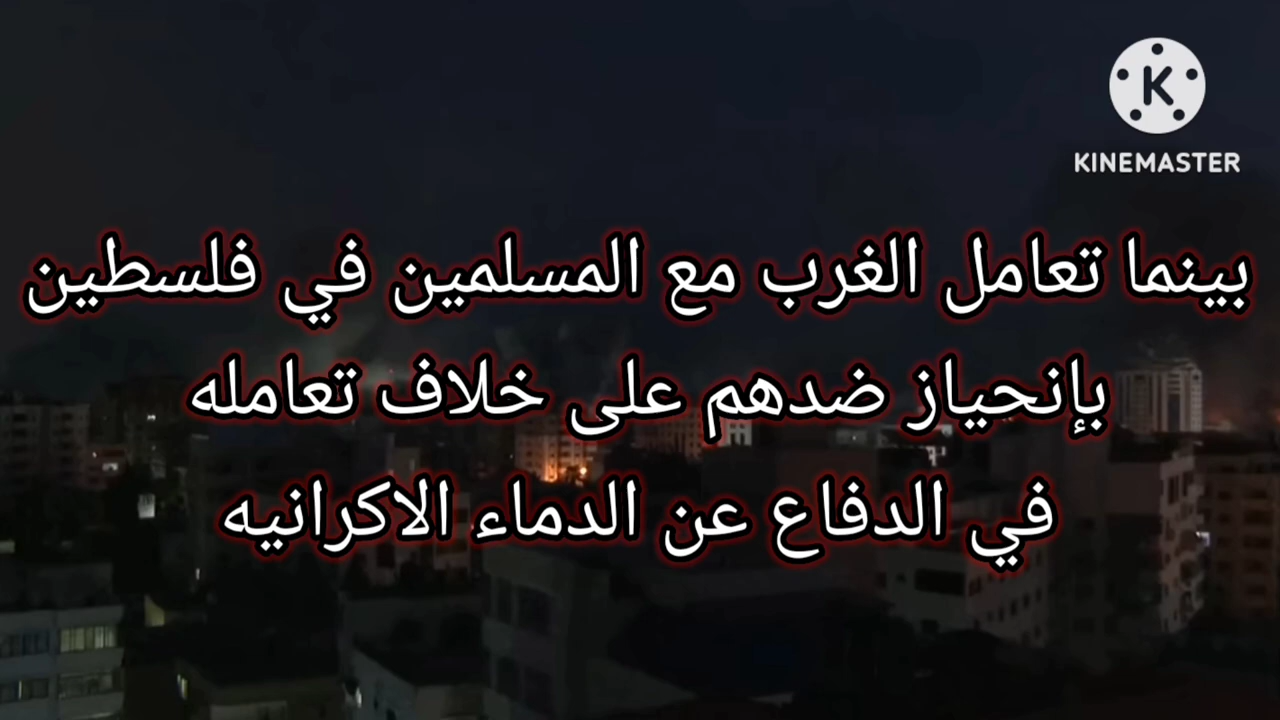 KINEMASTER
بينما تعامل الغرب مع المسلمين في فلسطين
بإنحياز ضدهم على خلاف تعامله
في الدفاع عن الدماء الاكرانيه